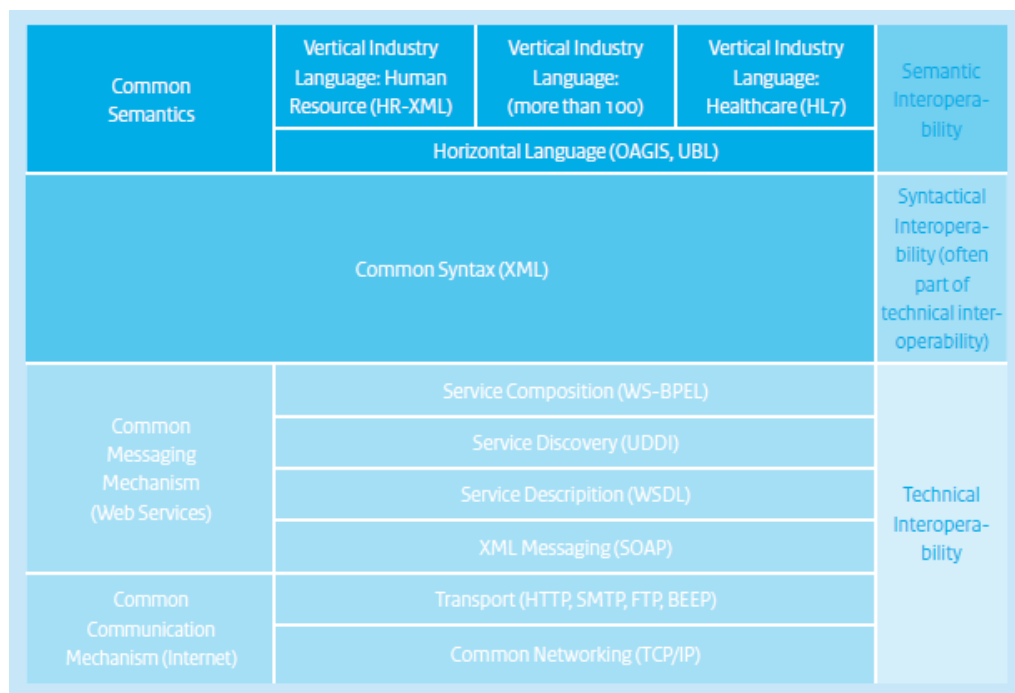 Common
Semantics
Vertical Industry
Language: Human
Resource (HR-XML)
Vertical Industry
Language:
(more than 100)
Vertical Industry
Language:
Healthcare (HL7)
Semantic
Interopera-
bility
Horizontal Language (OAGIS, UBL)
Common Syntax (XML)
Syntactical
Interopera-
bility (often
part of
technical inter-
operability)
Common
Messaging
Mechanism
(Web Services)
Service Composition (WS-BPEL)
Service Discovery (UDDI)
Service Descripition (WSDL)
XML Messaging (SOAP)
Technical
Interopera-
bility
Common
Communication
Mechanism (Internet)
Transport (HTTP, SMTP, FTP, BEEP)
Common Networking (TCP/IP)